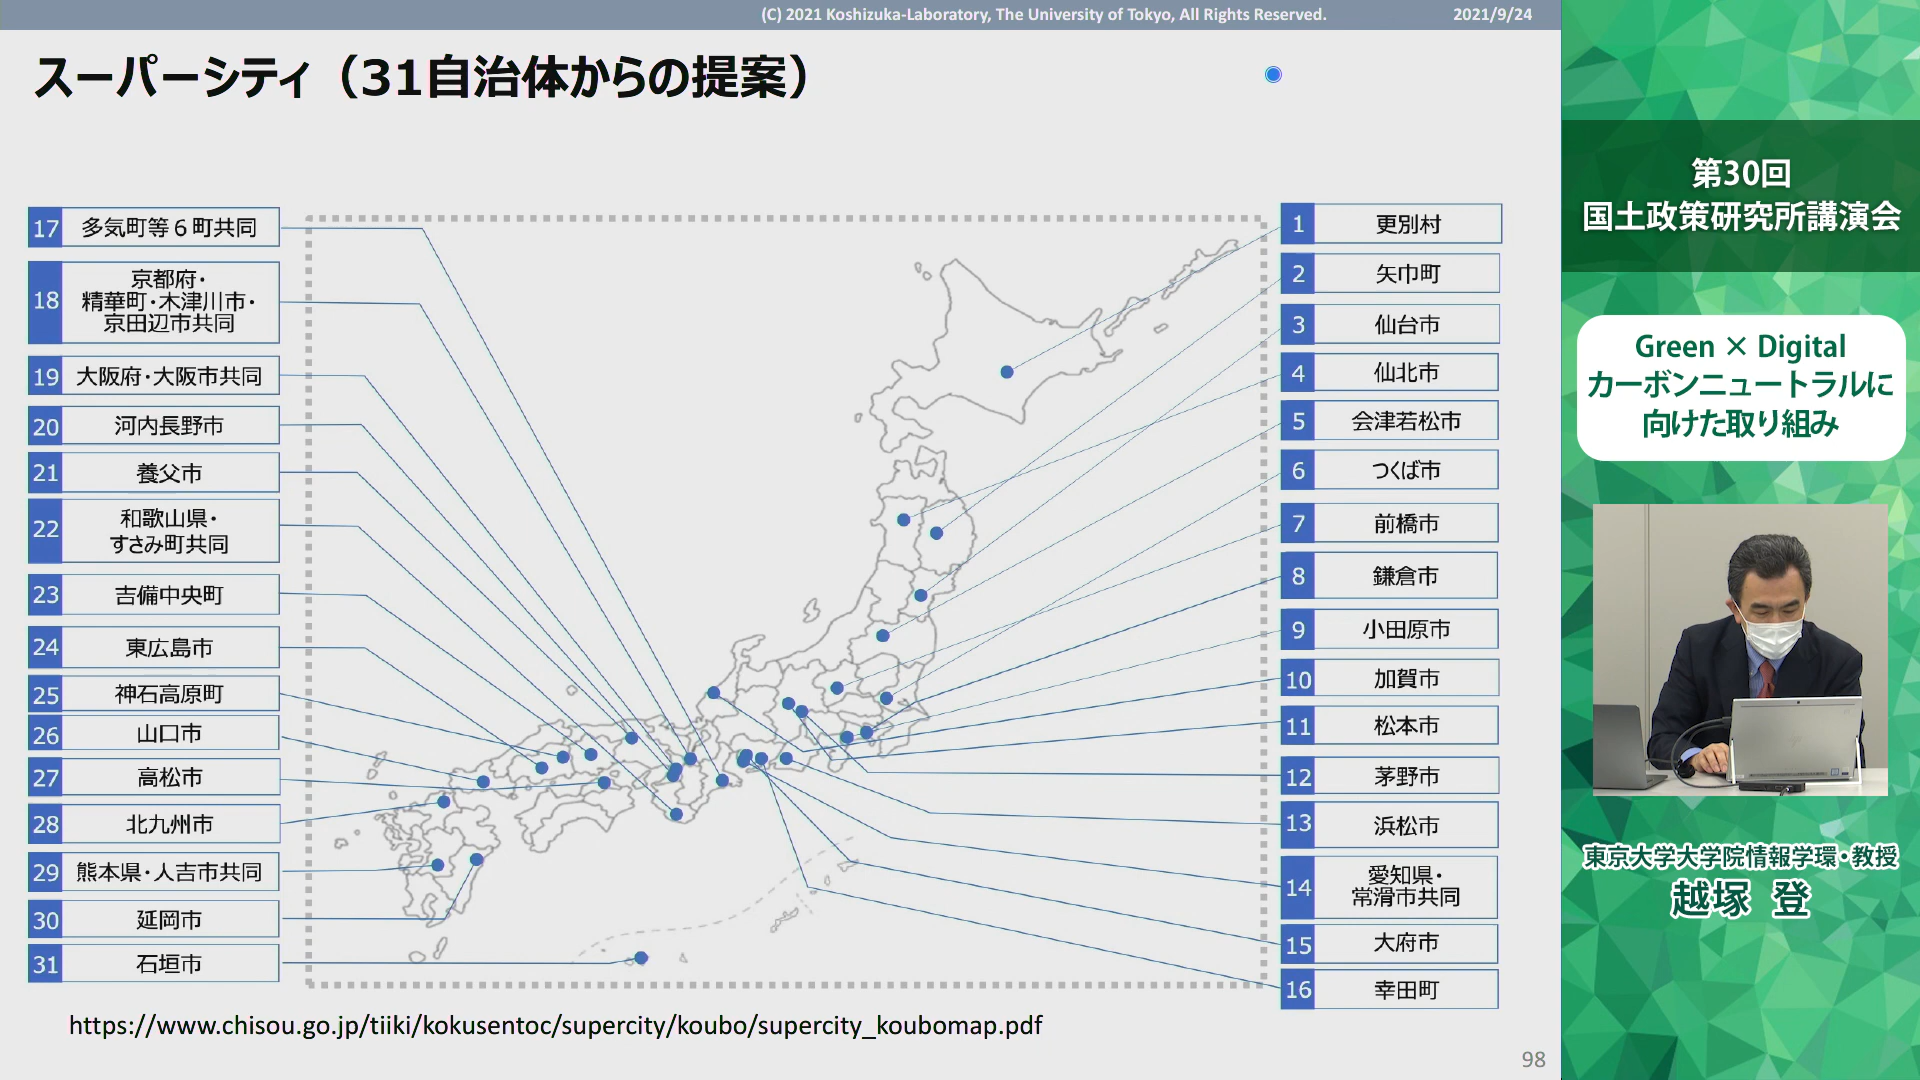 (C) 2021 Koshizuka-Laboratory, The University of Tokyo, All Rights Reserved.
2021/9/24
スーパーシティ（31自治体からの提案）
17 多気町等６町共同
18 京都府・
精華町・木津川市・
京田辺市共同
19 大阪府・大阪市共同
20 河内長野市
21 養父市
22 和歌山県・
すさみ町共同
23 吉備中央町
24 東広島市
25 神石高原町
26 山口市
27 高松市
28 北九州市
29 熊本県・人吉市共同
30 延岡市
31 石垣市
1 更別村
2 矢巾町
3 仙台市
4 仙北市
5 会津若松市
6 つくば市
7 前橋市
8 鎌倉市
9 小田原市
10 加賀市
11 松本市
12 茅野市
13 浜松市
14 愛知県・
常滑市共同
15 大府市
16 幸田町
https://www.chisou.go.jp/tiiki/kokusentoc/supercity/koubo/supercity_koubomap.pdf
98
第30回
国土政策研究所講演会
Green × Digital
カーボンニュートラルに
向けた取り組み
東京大学大学院情報学環・教授
越塚 登